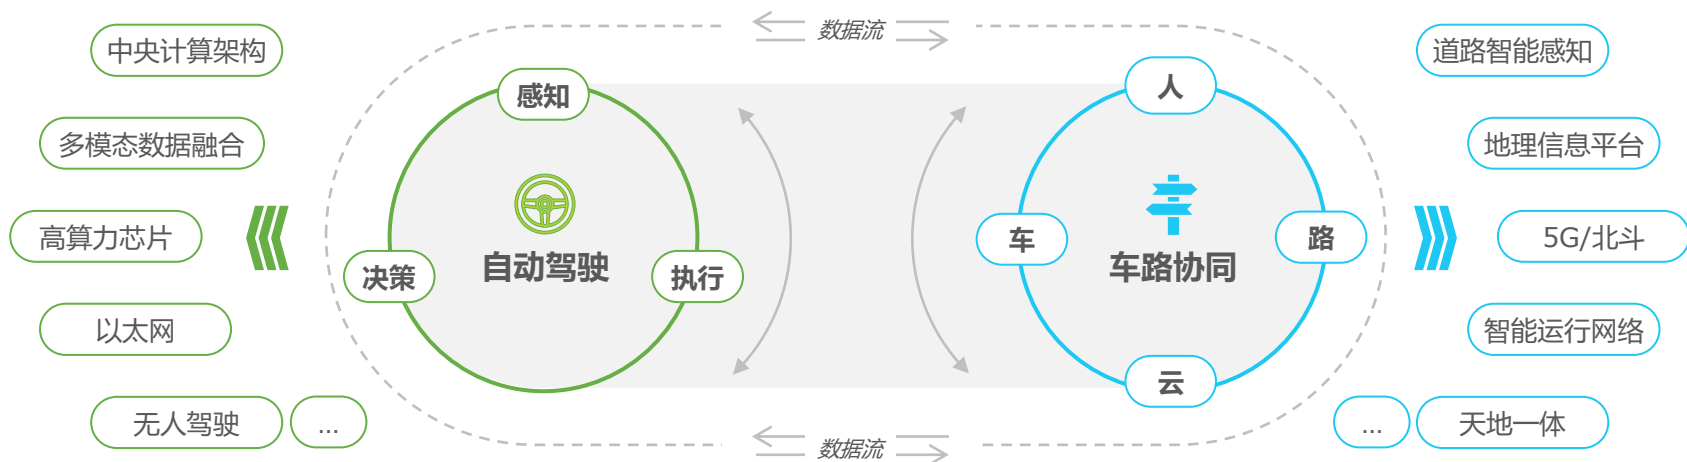 数据流
中央计算架构
多模态数据融合
高算力芯片
以太网
无人驾驶
...
感知
自动驾驶
决策
执行
人
车
车路协同
路
云
道路智能感知
地理信息平台
5G/北斗
智能运行网络
...
天地一体
数据流